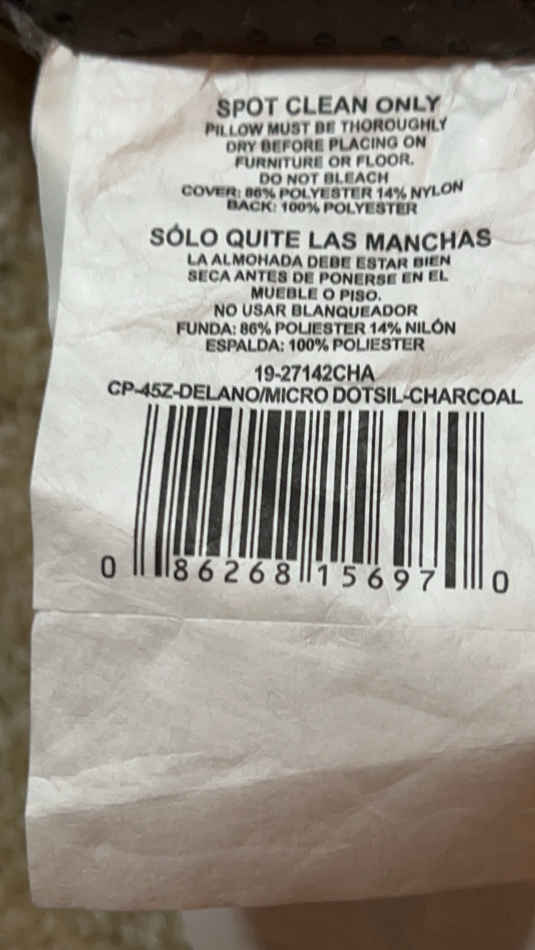 SPOT CLEAN ONLY
PILLOW MUST BE THOROUGHLY
DRY BEFORE PLACING ON
FURNITURE OR FLOOR.
DO NOT BLEACH
COVER: 86% POLYESTER 14% NYLON
BACK: 100% POLYESTER
SÓLO QUITE LAS MANCHAS
LA ALMOHADA DEBE ESTAR BIEN
SECA ANTES DE PONERSE EN EL
MUEBLE O PISO.
NO USAR BLANQUEADOR
FUNDA: 86% POLIESTER 14% NILÓN
ESPALDA: 100% POLIESTER
19-27142CHA
CP-45Z-DELANO/MICRO DOTSIL-CHARCOAL
0 86268 15697 0